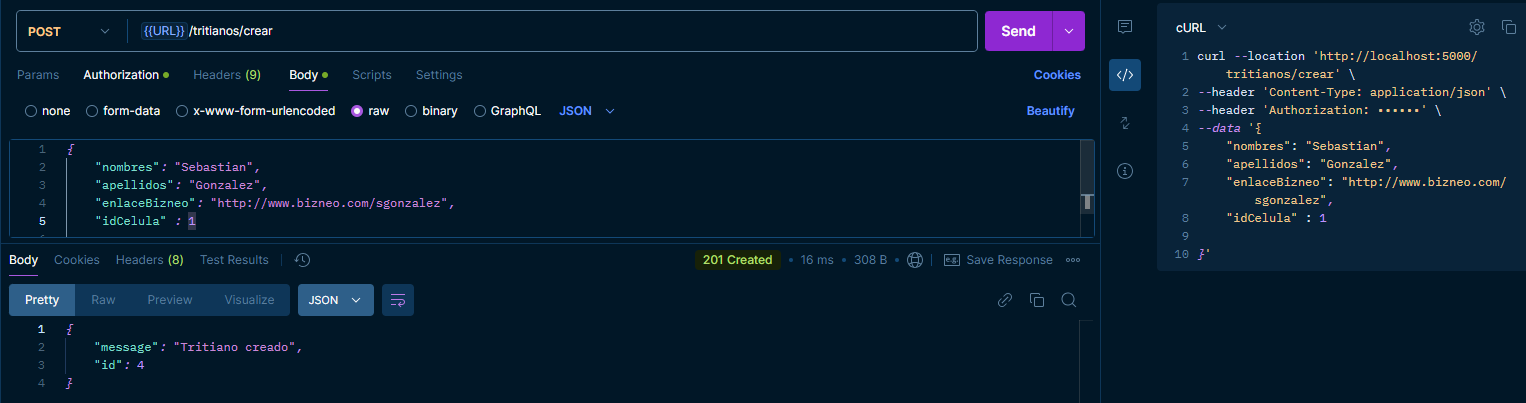 POST {{URL}}/tritianos/crear Send
Params Authorization Headers (9) Body Scripts Settings Cookies
none form-data x-www-form-urlencoded raw binary GraphQL JSON Beautify
1 {
2 "nombres": "Sebastian",
3 "apellidos": "Gonzalez",
4 "enlaceBizneo": "http://www.bizneo.com/sgonzalez",
5 "idCelula" : 1
Body Cookies Headers (8) Test Results 201 Created • 16 ms • 308 B e.g. Save Response
Pretty Raw Preview Visualize JSON
1 {
2 "message": "Tritiano creado",
3 "id": 4
4 }
cURL
1 curl --location 'http://localhost:5000/
tritianos/crear' \
2 --header 'Content-Type: application/json' \
3 --header 'Authorization: ••••••' \
4 --data '{
5 "nombres": "Sebastian",
6 "apellidos": "Gonzalez",
7 "enlaceBizneo": "http://www.bizneo.com/
sgonzalez",
8 "idCelula" : 1
9
10 }'